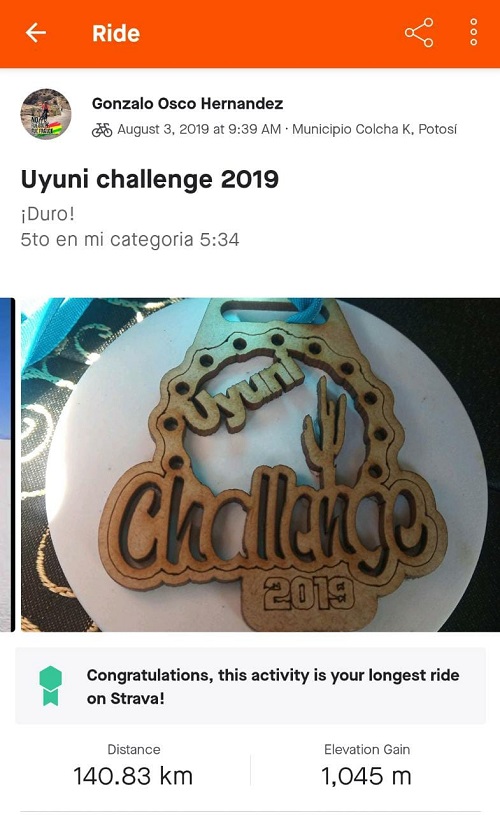 Ride
Gonzalo Osco Hernandez
August 3, 2019 at 9:39 AM · Municipio Colcha K, Potosí
Uyuni challenge 2019
¡Duro!
5to en mi categoria 5:34
Uyuni
Challenge
2019
Congratulations, this activity is your longest ride
on Strava!
Distance
Elevation Gain
140.83 km
1,045 m